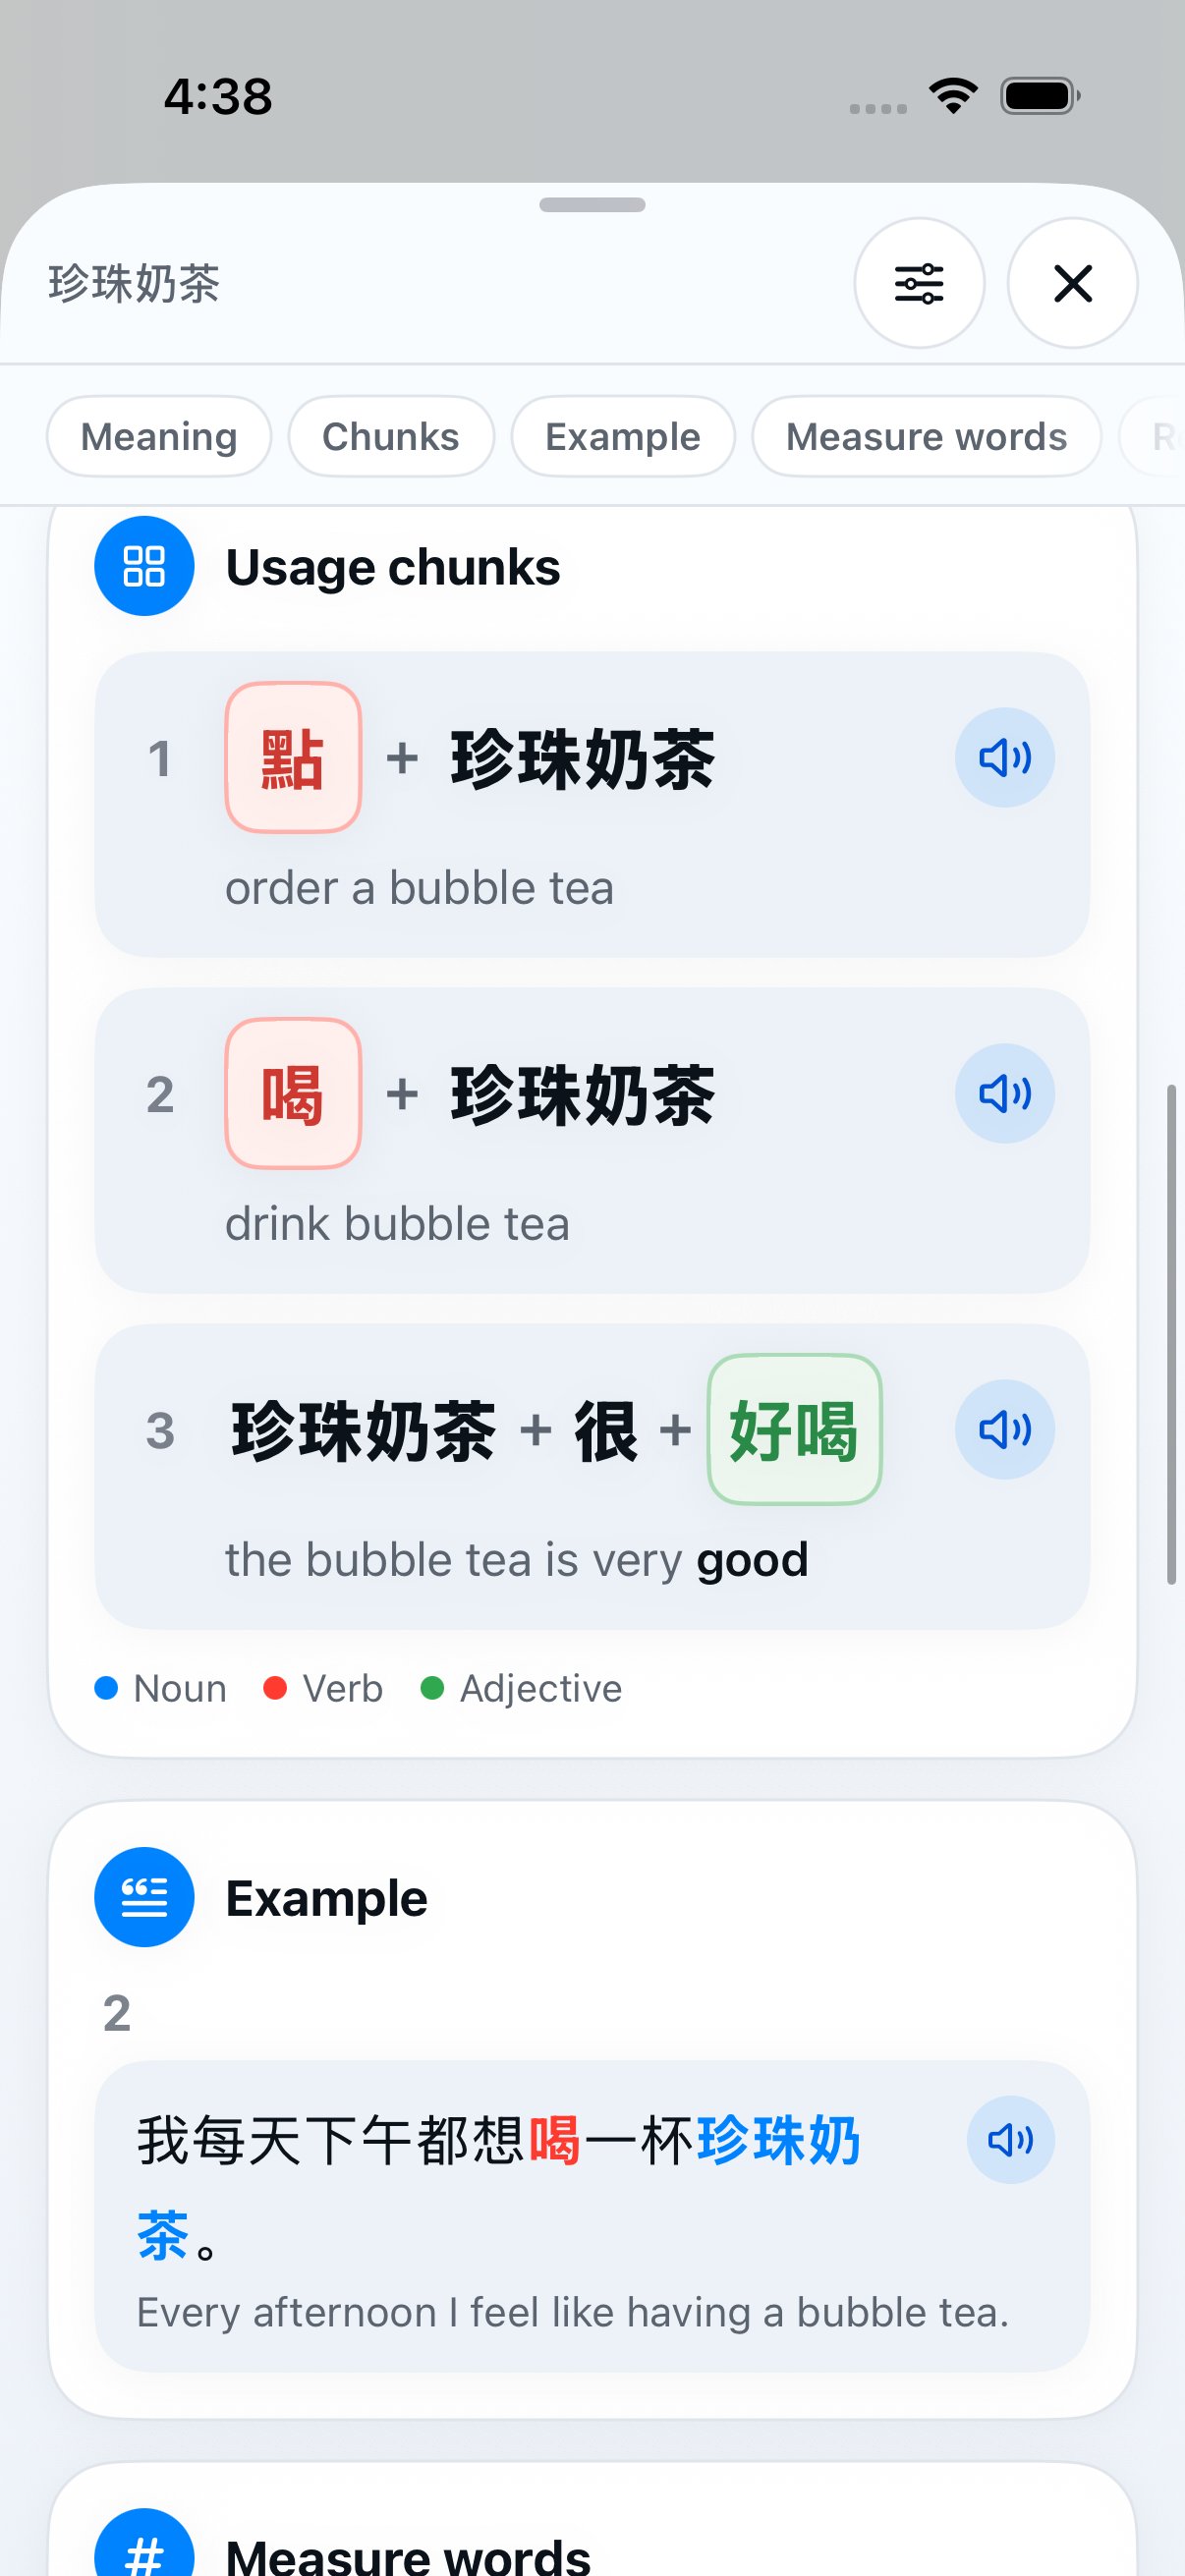 4:38
珍珠奶茶
Meaning
Chunks
Example
Measure words
Usage chunks
1 點 + 珍珠奶茶
order a bubble tea
2 喝 + 珍珠奶茶
drink bubble tea
3 珍珠奶茶 + 很 + 好喝
the bubble tea is very good
Noun
Verb
Adjective
Example
2
我每天下午都想喝一杯珍珠奶
茶。
Every afternoon I feel like having a bubble tea.
Measure words